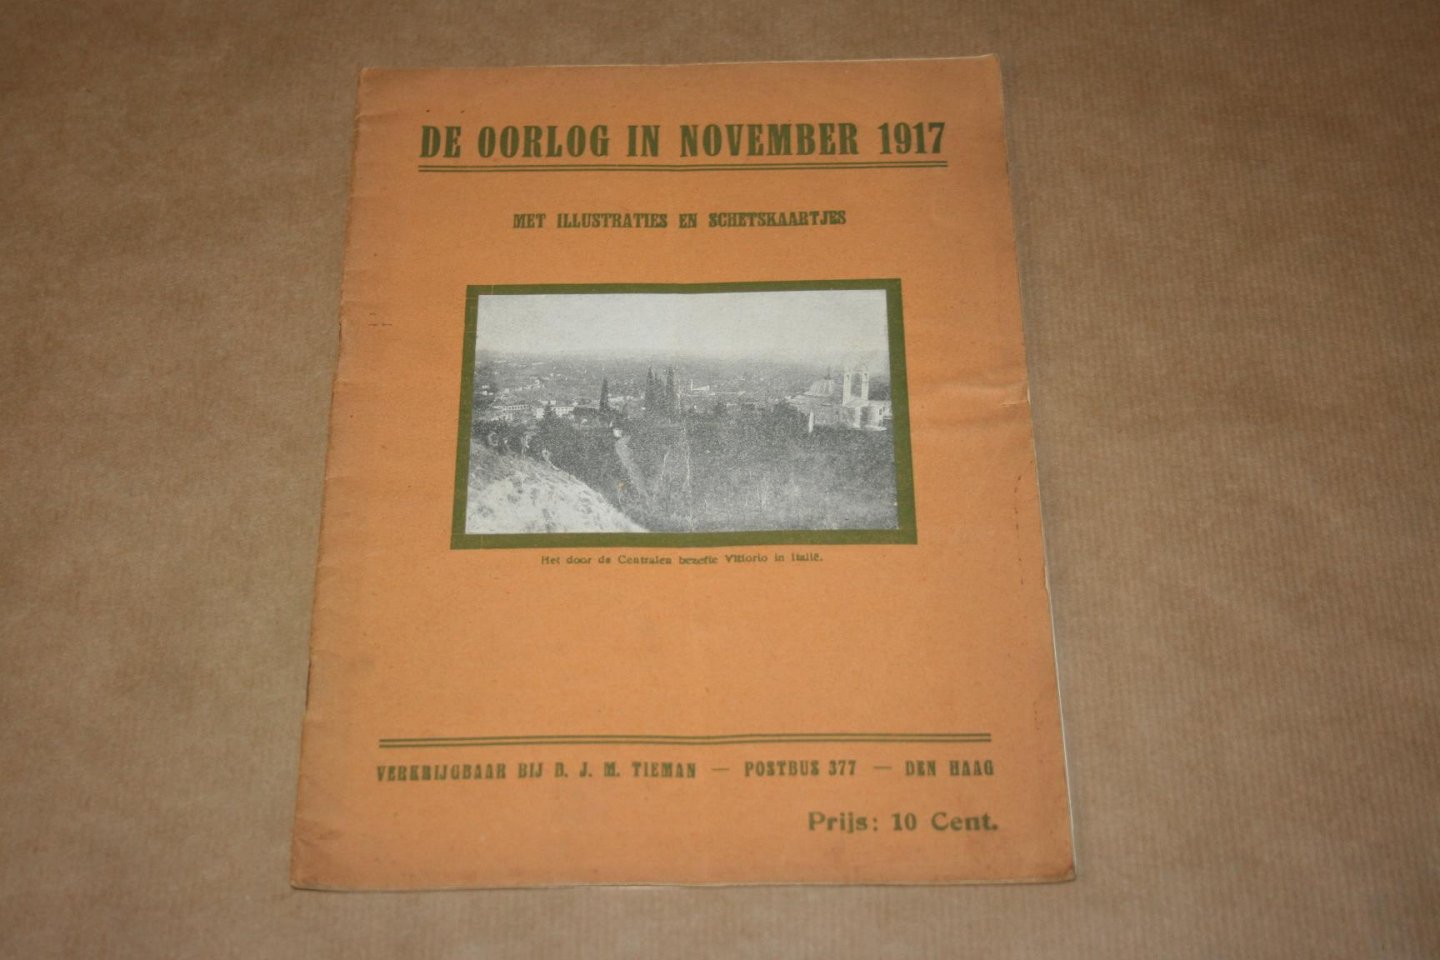 DE OORLOG IN NOVEMBER 1917
MET ILLUSTRATIES EN SCHETSKAARTJES
Het door de Centralen bezette Vittorio in Italië.
VERKRIJGBAAR BIJ D. J. M. TIEMAN — POSTBUS 377 — DEN HAAG
Prijs: 10 Cent.